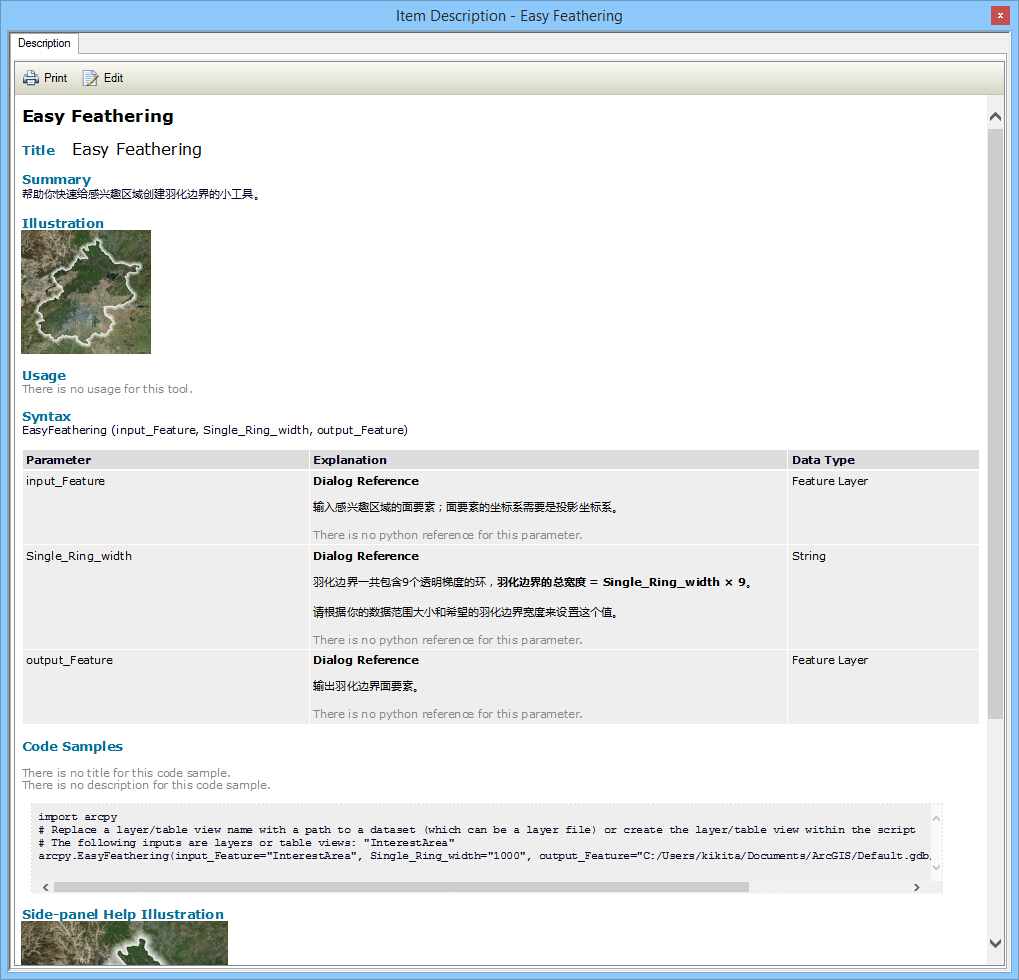 Item Description - Easy Feathering
x
Description
Print Edit
Easy Feathering
Title Easy Feathering
Summary
帮助你快速给感兴趣区域创建羽化边界的小工具。
Illustration
Usage
There is no usage for this tool.
Syntax
EasyFeathering (input_Feature, Single_Ring_width, output_Feature)
Parameter Explanation Data Type
input_Feature Dialog Reference Feature Layer
输入感兴趣区域的面要素；面要素的坐标系需要是投影坐标系。
There is no python reference for this parameter.
Single_Ring_width Dialog Reference String
羽化边界一共包含9个透明梯度的环，羽化边界的总宽度 = Single_Ring_width × 9。
请根据你的数据范围大小和希望的羽化边界宽度来设置这个值。
There is no python reference for this parameter.
output_Feature Dialog Reference Feature Layer
输出羽化边界面要素。
There is no python reference for this parameter.
Code Samples
There is no title for this code sample.
There is no description for this code sample.
import arcpy
# Replace a layer/table view name with a path to a dataset (which can be a layer file) or create the layer/table view within the script
# The following inputs are layers or table views: "InterestArea"
arcpy.EasyFeathering(input_Feature="InterestArea", Single_Ring_width="1000", output_Feature="C:/Users/kikita/Documents/ArcGIS/Default.gdb/
Side-panel Help Illustration